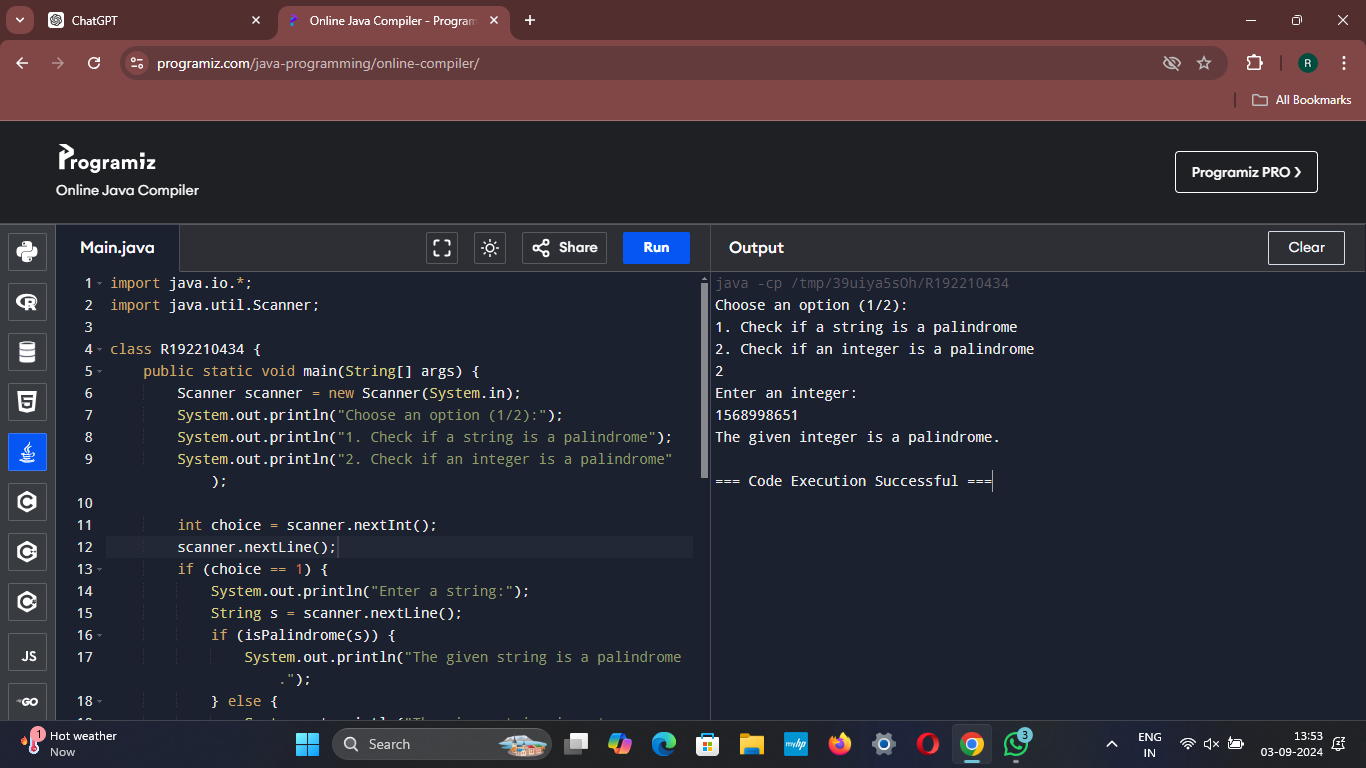 ChatGPT
Online Java Compiler - Program
programiz.com/java-programming/online-compiler/
R
All Bookmarks
Programiz
Online Java Compiler
Programiz PRO ❯
Main.java
Share
Run
Output
Clear
1 import java.io.*;
2 import java.util.Scanner;
3
4 class R192210434 {
5 public static void main(String[] args) {
6 Scanner scanner = new Scanner(System.in);
7 System.out.println("Choose an option (1/2):");
8 System.out.println("1. Check if a string is a palindrome");
9 System.out.println("2. Check if an integer is a palindrome"
);
10
11 int choice = scanner.nextInt();
12 scanner.nextLine();
13 if (choice == 1) {
14 System.out.println("Enter a string:");
15 String s = scanner.nextLine();
16 if (isPalindrome(s)) {
17 System.out.println("The given string is a palindrome
.");
18 } else {
java -cp /tmp/39uiya5sOh/R192210434
Choose an option (1/2):
1. Check if a string is a palindrome
2. Check if an integer is a palindrome
2
Enter an integer:
1568998651
The given integer is a palindrome.
=== Code Execution Successful ===
R
JS
GO
1
Hot weather
Now
Search
myhp
3
ENG
IN
13:53
03-09-2024